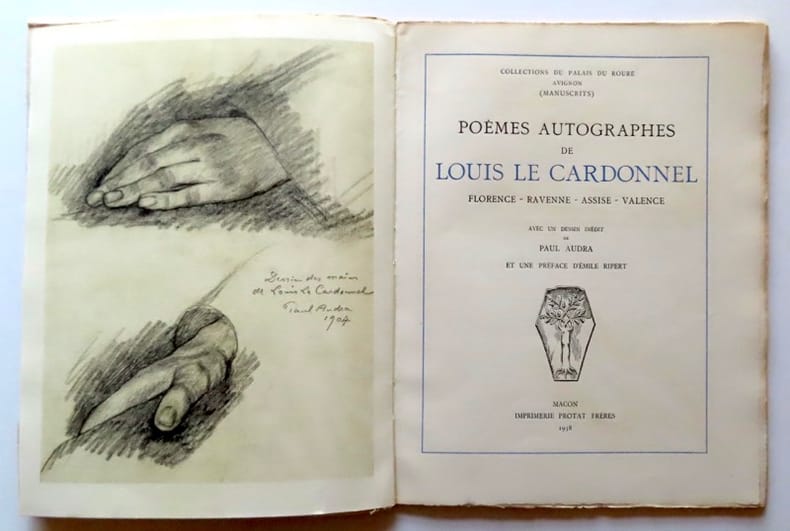 Dessin des mains
de Louis Le Cardonnel
Paul Audra
1904
COLLECTIONS DU PALAIS DU ROURE
AVIGNON
(MANUSCRITS)
POÈMES AUTOGRAPHES
DE
LOUIS LE CARDONNEL
FLORENCE - RAVENNE - ASSISE - VALENCE
AVEC UN DESSIN INÉDIT
DE
PAUL AUDRA
ET UNE PRÉFACE D'ÉMILE RIPERT
MACON
IMPRIMERIE PROTAT FRÈRES
1938